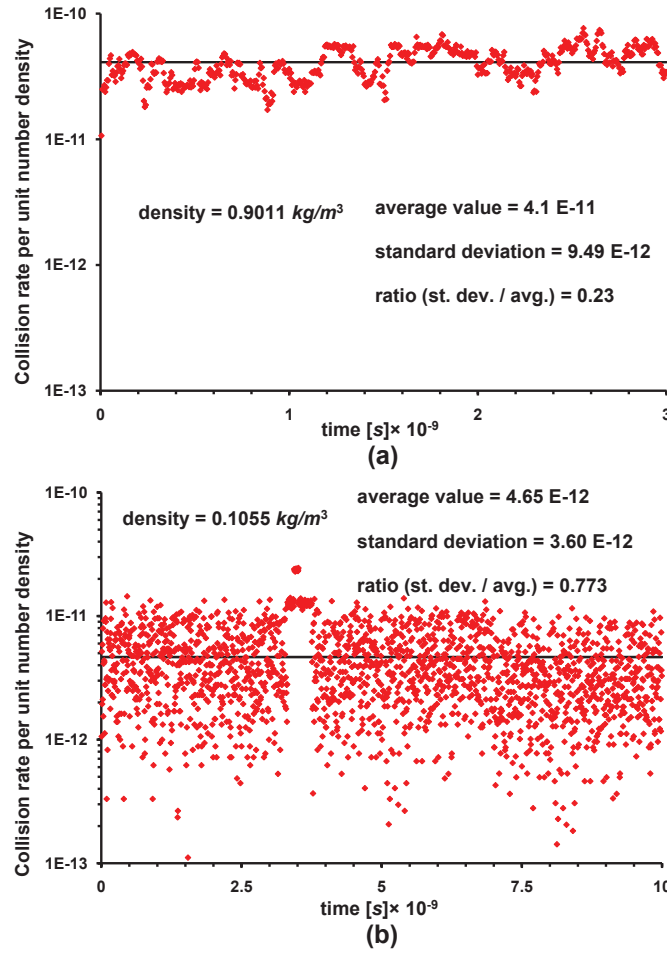 Collision rate per unit number density
1E-10
1E-11
1E-12
1E-13
density = 0.9011 kg/m³
average value = 4.1 E-11
standard deviation = 9.49 E-12
ratio (st. dev. / avg.) = 0.23
0 1 2 3
time [s]× 10⁻⁹
(a)
Collision rate per unit number density
1E-10
1E-11
1E-12
1E-13
density = 0.1055 kg/m³
average value = 4.65 E-12
standard deviation = 3.60 E-12
ratio (st. dev. / avg.) = 0.773
0 2.5 5 7.5 10
time [s]× 10⁻⁹
(b)